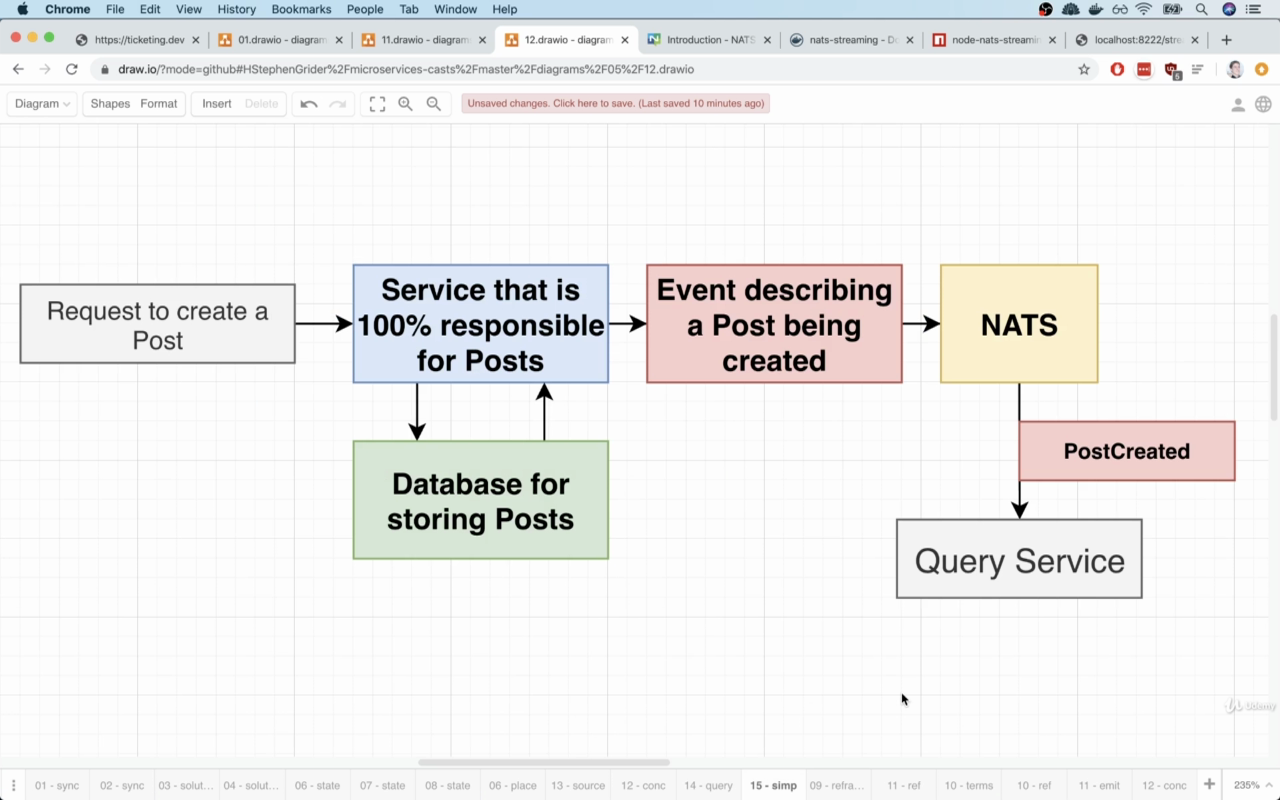 Chrome File Edit View History Bookmarks People Tab Window Help
https://ticketing.dev 01.drawio - diagram 11.drawio - diagram 12.drawio - diagram Introduction - NATS nats-streaming - Do node-nats-streamin localhost:8222/stre
draw.io/?mode=github#HStephenGrider%2Fmicroservices-casts%2Fmaster%2Fdiagrams%2F05%2F12.drawio
Diagram Shapes Format Insert Delete Unsaved changes. Click here to save. (Last saved 10 minutes ago)
Request to create a
Post
Service that is
100% responsible
for Posts
Event describing
a Post being
created
NATS
Database for
storing Posts
PostCreated
Query Service
Udemy
01 - sync 02 - sync 03 - solut... 04 - solut... 06 - state 07 - state 08 - state 06 - place 13 - source 12 - conc 14 - query 15 - simp 09 - refra... 11 - ref 10 - terms 10 - ref 11 - emit 12 - conc 235%